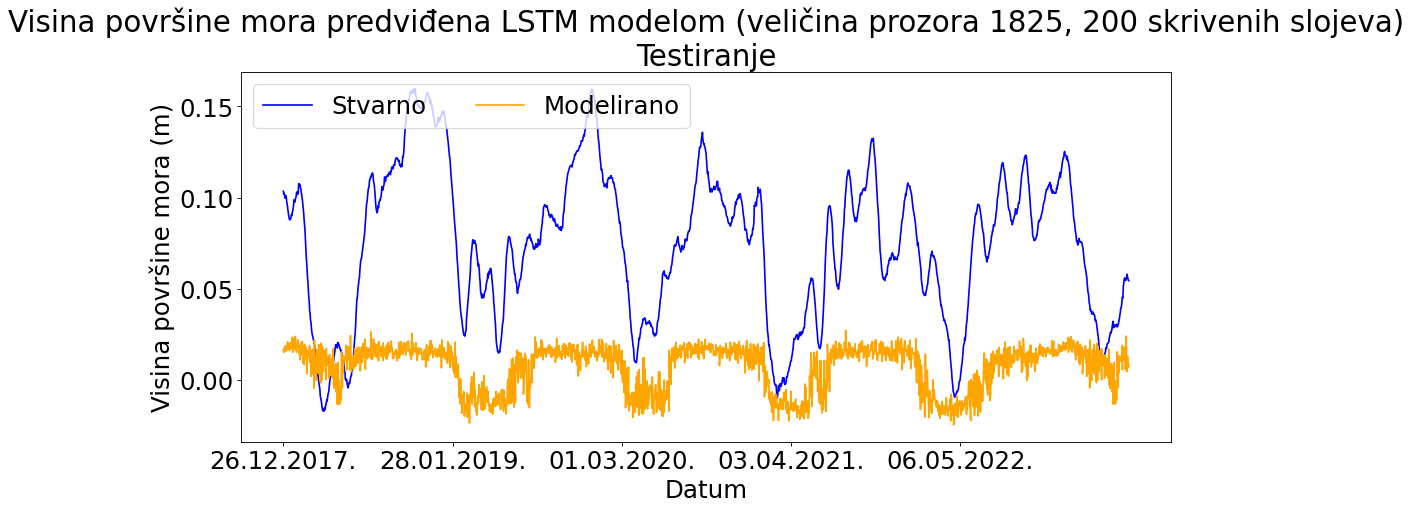 Visina površine mora predviđena LSTM modelom (veličina prozora 1825, 200 skrivenih slojeva)
Testiranje
Stvarno Modelirano
Visina površine mora (m)
0.15
0.10
0.05
0.00
26.12.2017. 28.01.2019. 01.03.2020. 03.04.2021. 06.05.2022.
Datum